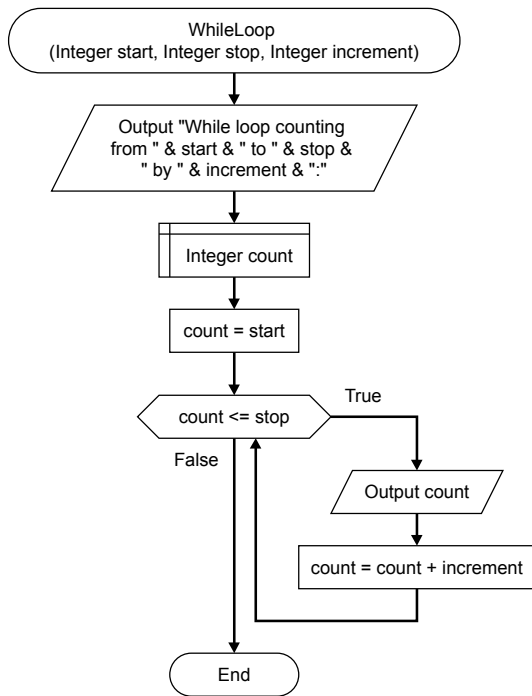 WhileLoop
(Integer start, Integer stop, Integer increment)
Output "While loop counting
from " & start & " to " & stop &
" by " & increment & ":"
Integer count
count = start
count <= stop
True
False
Output count
count = count + increment
End